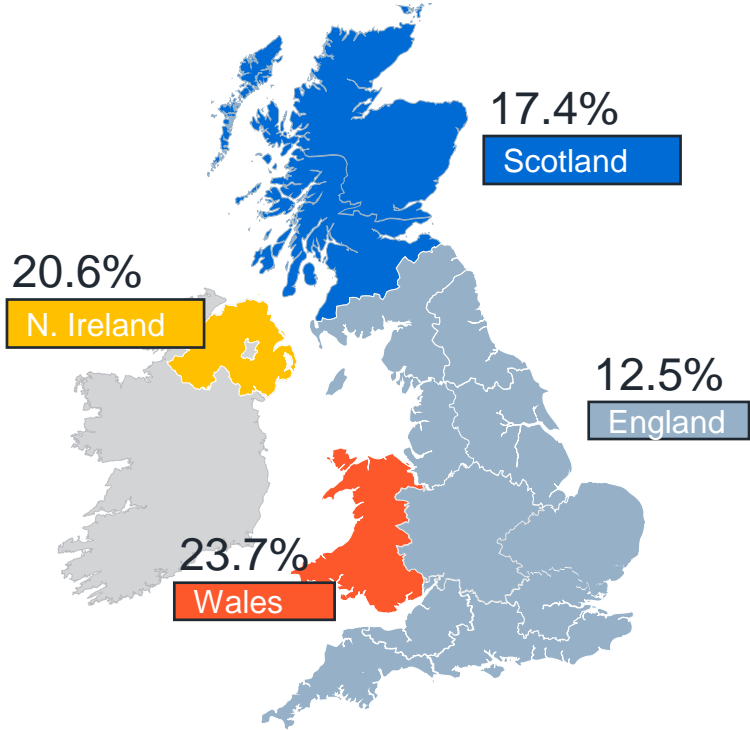 17.4%
Scotland
20.6%
N. Ireland
12.5%
England
23.7%
Wales